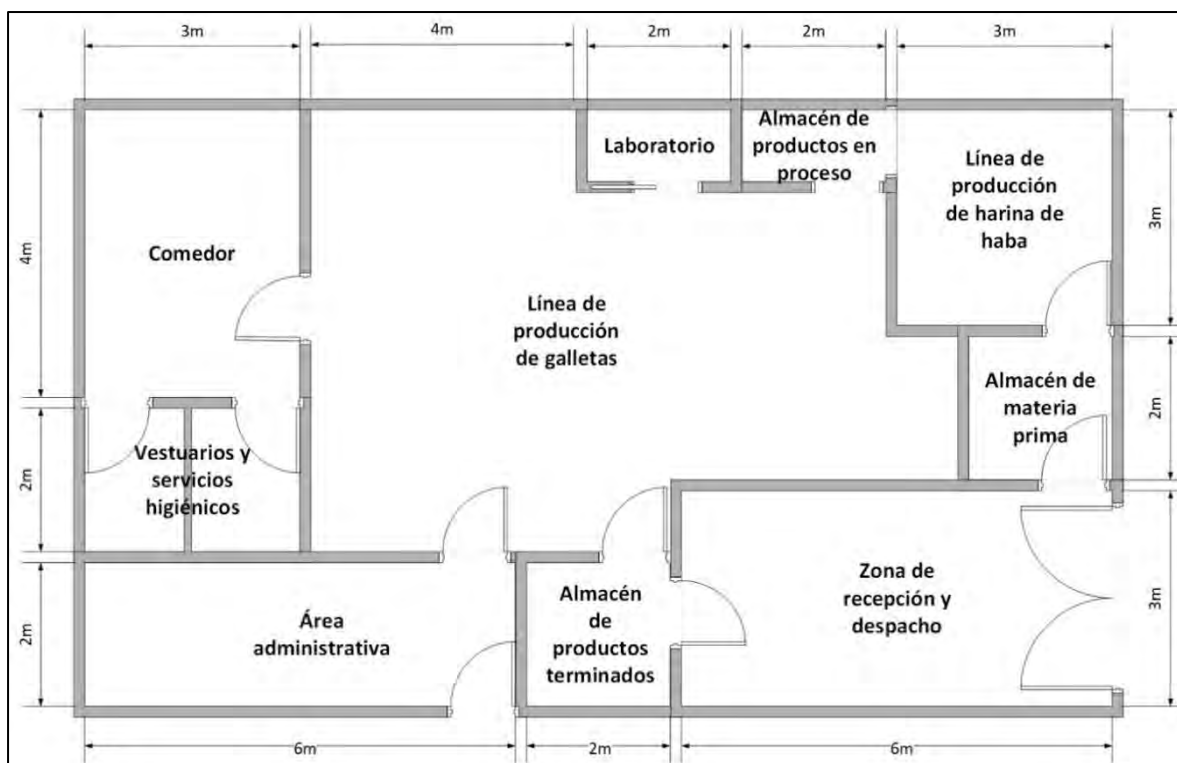 3m
4m
2m
2m
3m
Laboratorio
Almacén de
productos en
proceso
Línea de
producción
de harina de
haba
4m
Comedor
3m
Línea de
producción
de galletas
Almacén de
materia
prima
2m
2m
Vestuarios y
servicios
higiénicos
2m
Área
administrativa
Almacén
de
productos
terminados
Zona de
recepción y
despacho
3m
6m
2m
6m